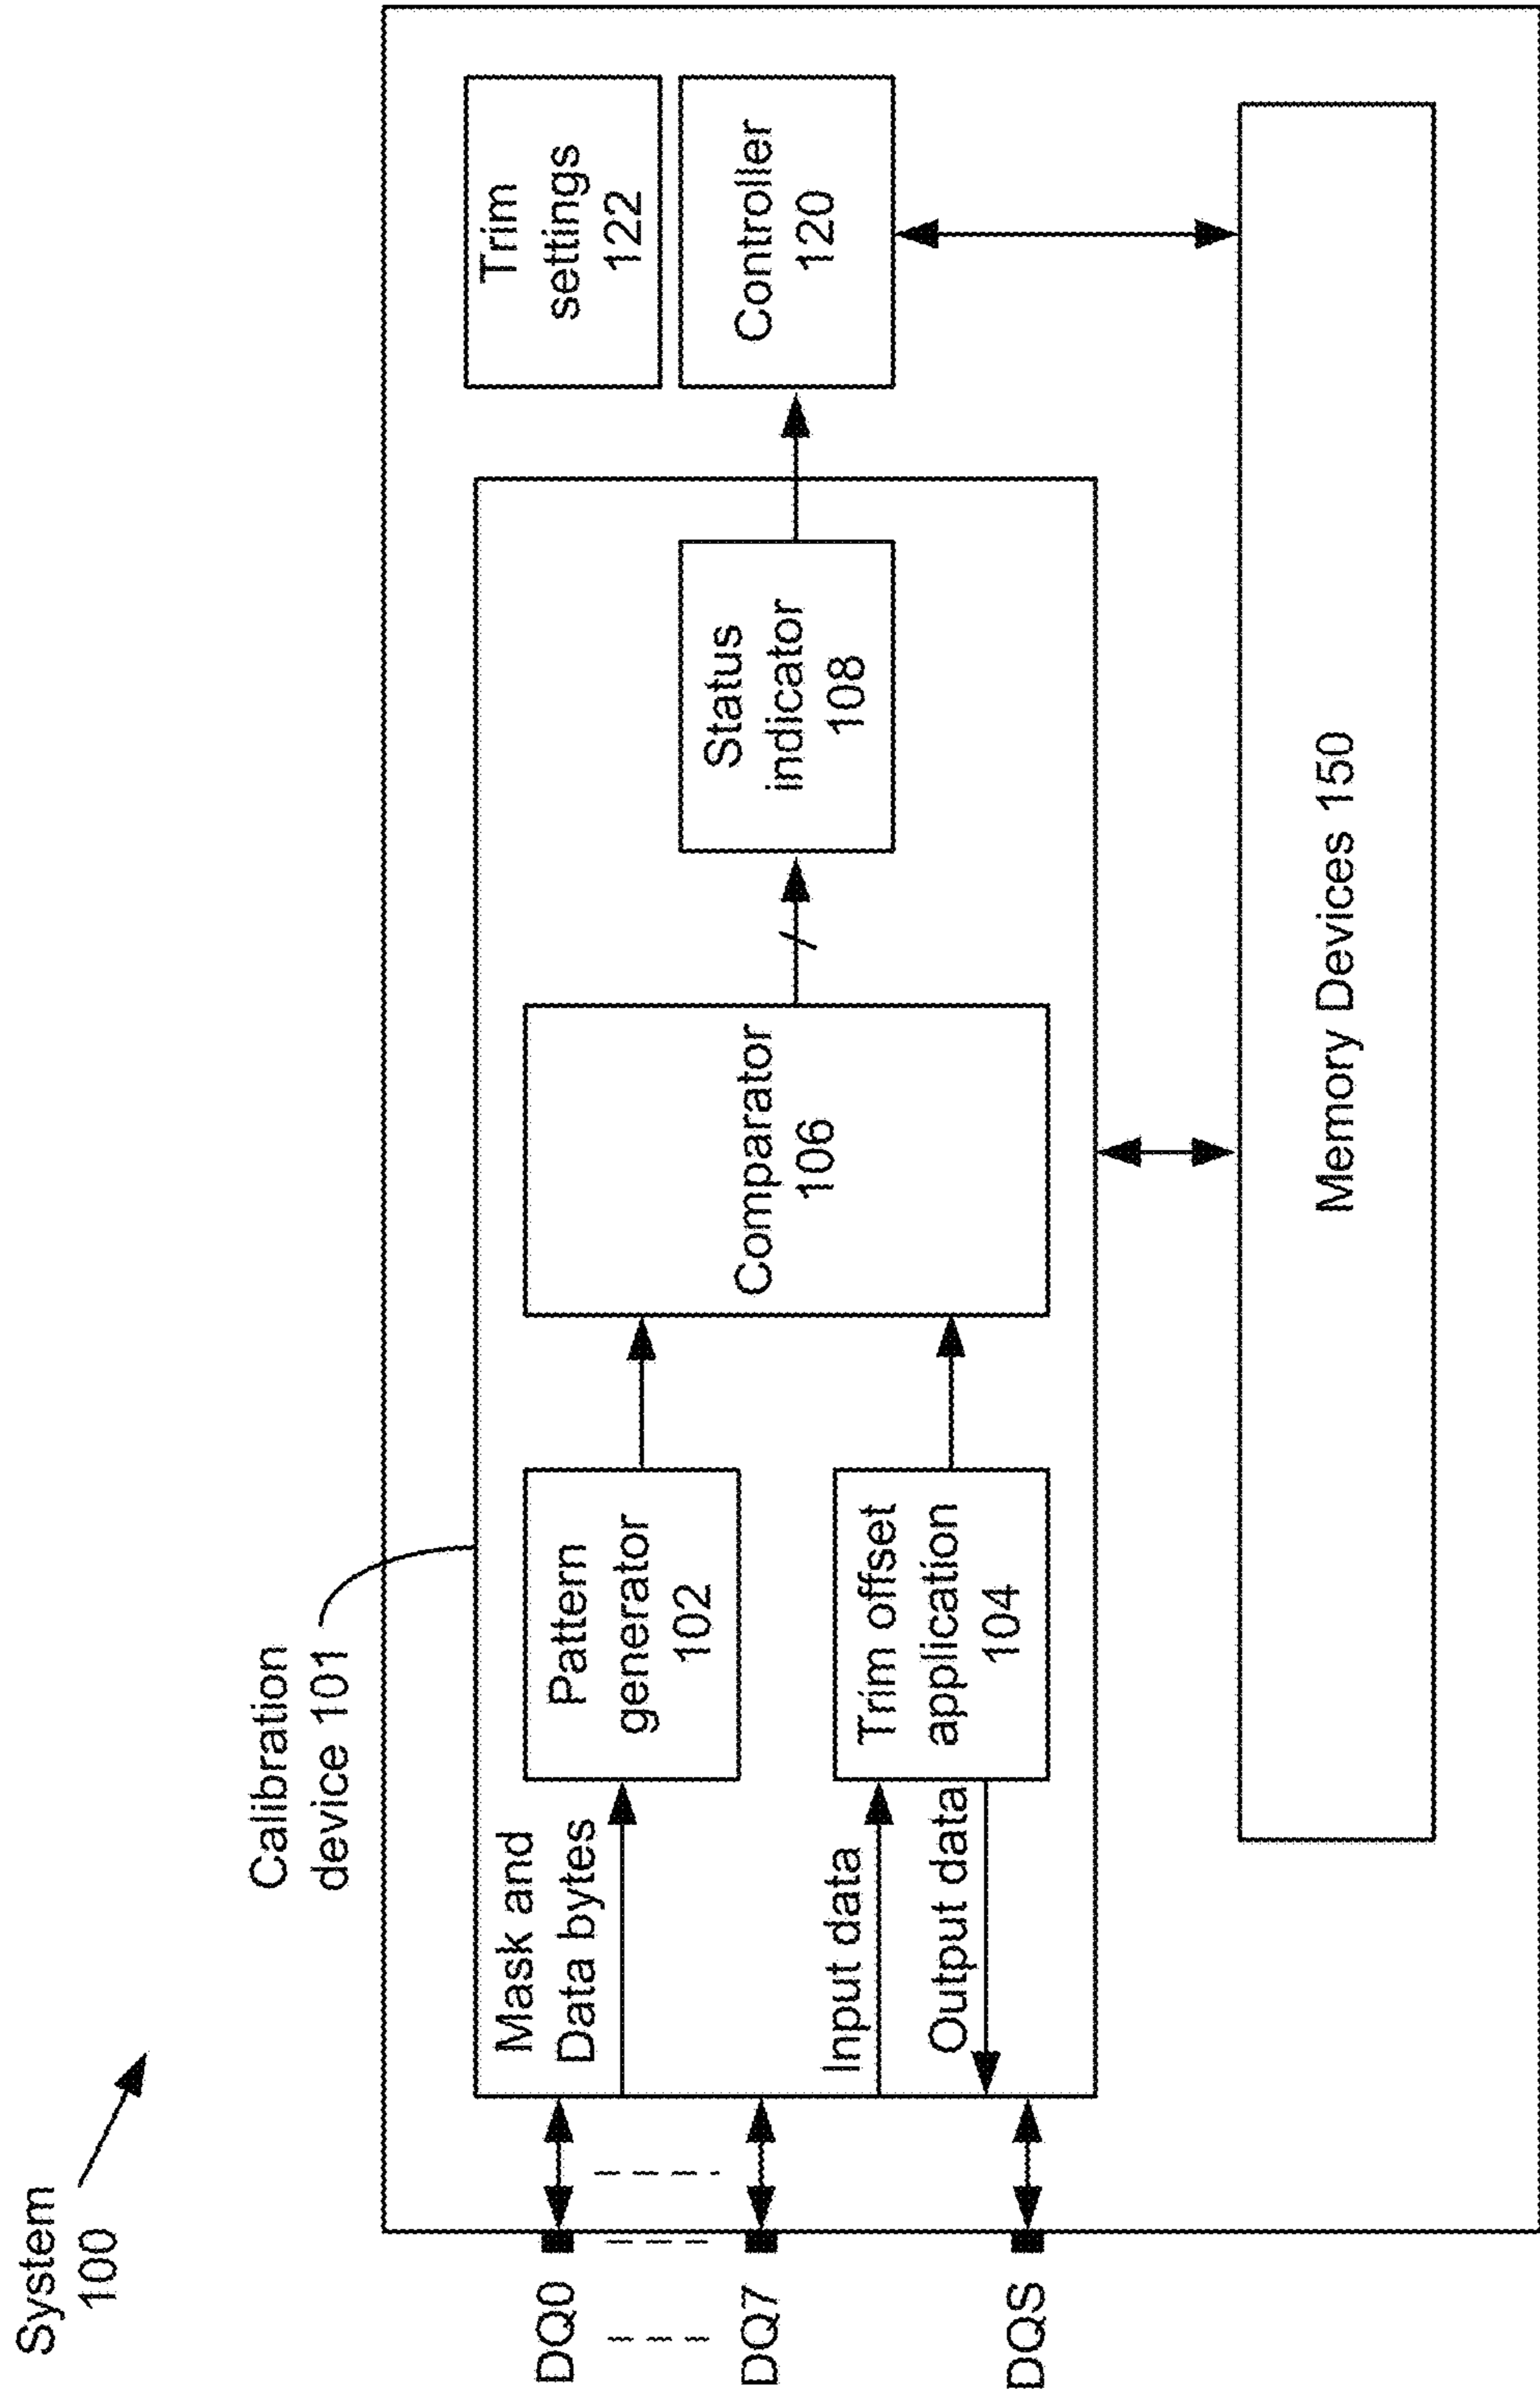 System
100
Calibration
device 101
DQ0
DQ7
DQS
Mask and
Data bytes
Input data
Output data
Pattern
generator
102
Trim offset
application
104
Comparator
106
Status
indicator
108
Trim
settings
122
Controller
120
Memory Devices 150